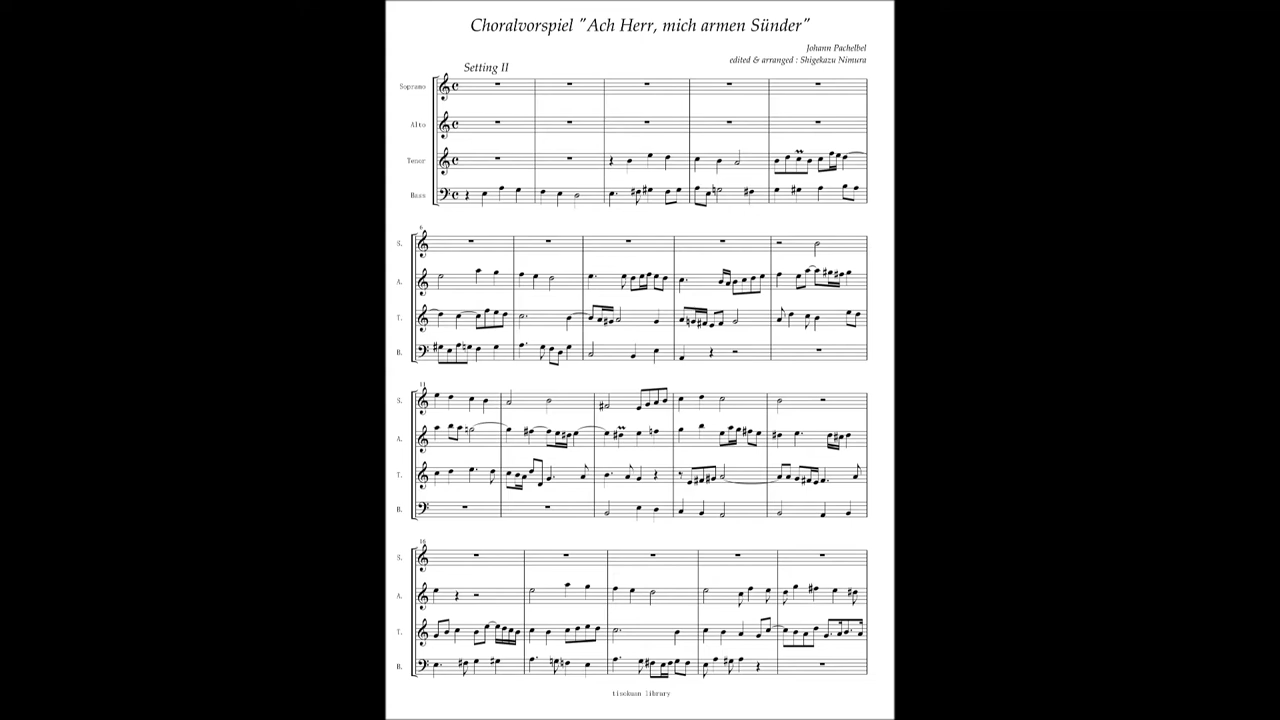 Choralvorspiel "Ach Herr, mich armen Sünder"
Johann Pachelbel
edited & arranged : Shigekazu Nimura
Setting II
Soprano
Alto
Tenor
Bass
6
S.
A.
T.
B.
11
S.
A.
T.
B.
16
S.
A.
T.
B.
library